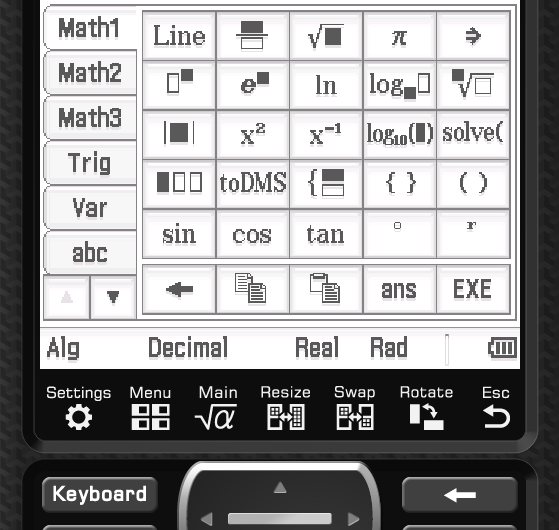 Math1 Line √■ π ⇒
Math2 □■ e■ ln log■□ ■√□
Math3 |■| x² x⁻¹ log₁₀(■) solve(
Trig ■□□ toDMS { { } ( )
Var
abc sin cos tan ° r
▲ ▼ ← ans EXE
Alg Decimal Real Rad
Settings Menu Main Resize Swap Rotate Esc
√α
Keyboard ←